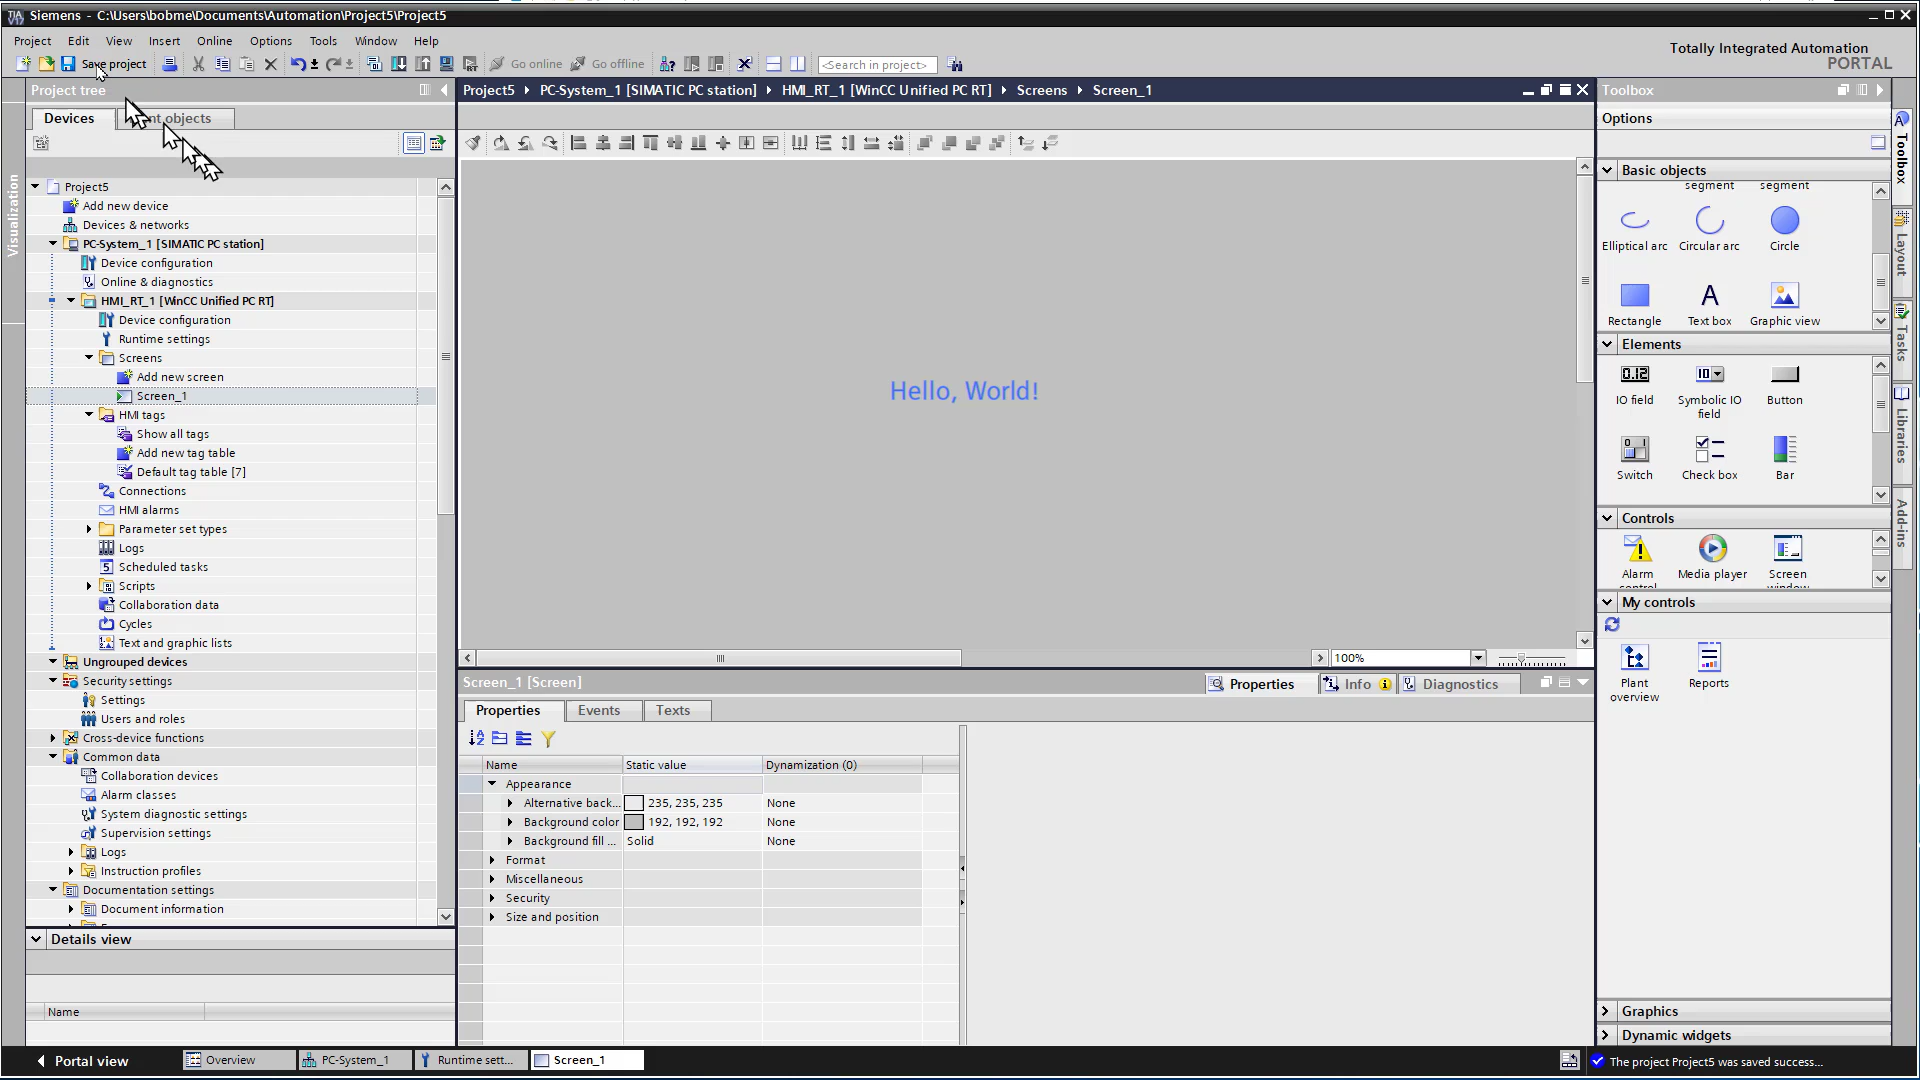 Siemens - C:\Users\bobme\Documents\Automation\Project5\Project5
Project Edit View Insert Online Options Tools Window Help
Totally Integrated Automation
PORTAL
Save project
Go online
Go offline
<Search in project>
Project tree
Project5 PC-System_1 [SIMATIC PC station] HMI_RT_1 [WinCC Unified PC RT] Screens Screen_1
Toolbox
Devices
Options
Visualization
Project5
Add new device
Devices & networks
PC-System_1 [SIMATIC PC station]
Device configuration
Online & diagnostics
HMI_RT_1 [WinCC Unified PC RT]
Device configuration
Runtime settings
Screens
Add new screen
Screen_1
HMI tags
Show all tags
Add new tag table
Default tag table [7]
Connections
HMI alarms
Parameter set types
Logs
Scheduled tasks
Scripts
Collaboration data
Cycles
Text and graphic lists
Ungrouped devices
Security settings
Settings
Users and roles
Cross-device functions
Common data
Collaboration devices
Alarm classes
System diagnostic settings
Supervision settings
Logs
Instruction profiles
Documentation settings
Document information
Details view
Name
Hello, World!
100%
Screen_1 [Screen]
Properties Info Diagnostics
Properties Events Texts
Name Static value Dynamization (0)
Appearance
Alternative back... 235, 235, 235 None
Background color 192, 192, 192 None
Background fill ... Solid None
Format
Miscellaneous
Security
Size and position
Basic objects
segment segment
Elliptical arc Circular arc Circle
Rectangle Text box Graphic view
Elements
IO field Symbolic IO field Button
Switch Check box Bar
Controls
Alarm control Media player Screen window
My controls
Plant overview Reports
Graphics
Dynamic widgets
Toolbox
Layout
Tasks
Libraries
Add-ins
Portal view Overview PC-System_1 Runtime sett... Screen_1
The project Project5 was saved success...